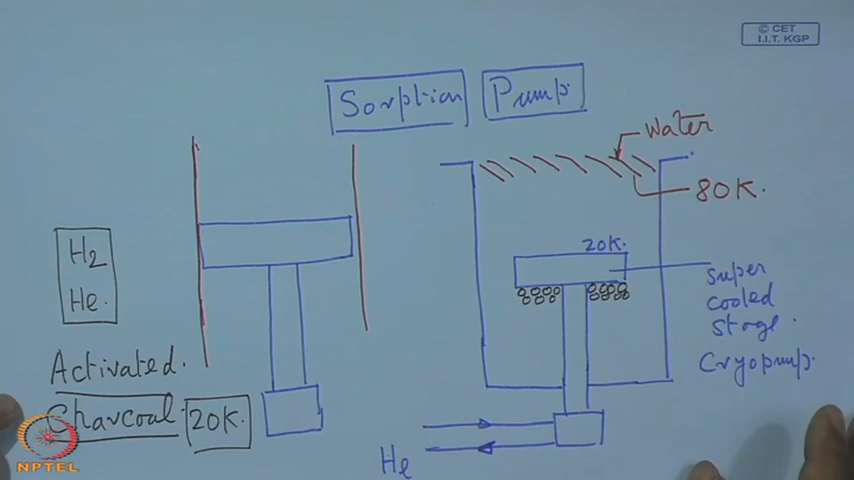 © CET
I.I.T. KGP
Sorption Pump
Water
80K.
20K.
Super
Cooled
Stage.
Cryopump.
H2
He.
Activated.
Charcoal. 20K.
He
NPTEL